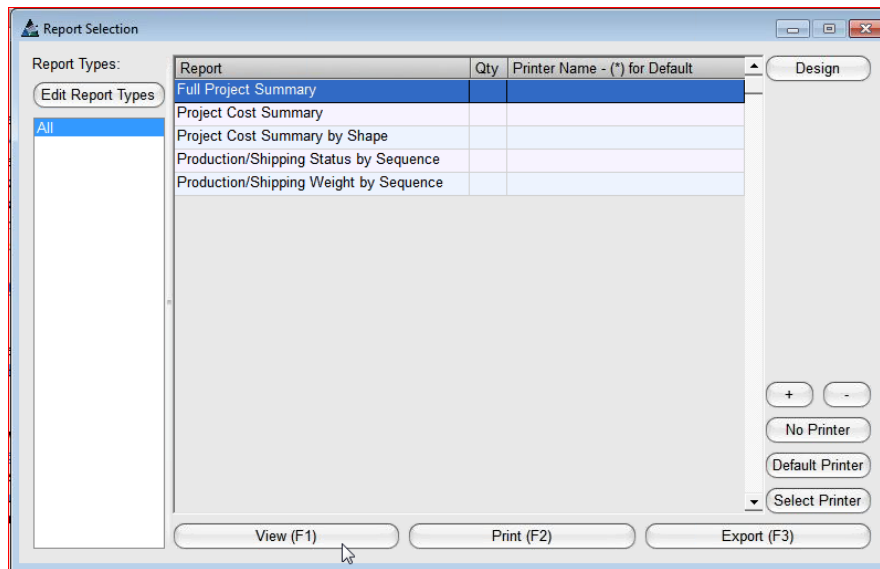 Report Selection
Report Types:
Edit Report Types
All
Report Qty Printer Name - (*) for Default
Full Project Summary
Project Cost Summary
Project Cost Summary by Shape
Production/Shipping Status by Sequence
Production/Shipping Weight by Sequence
Design
+ -
No Printer
Default Printer
Select Printer
View (F1) Print (F2) Export (F3)